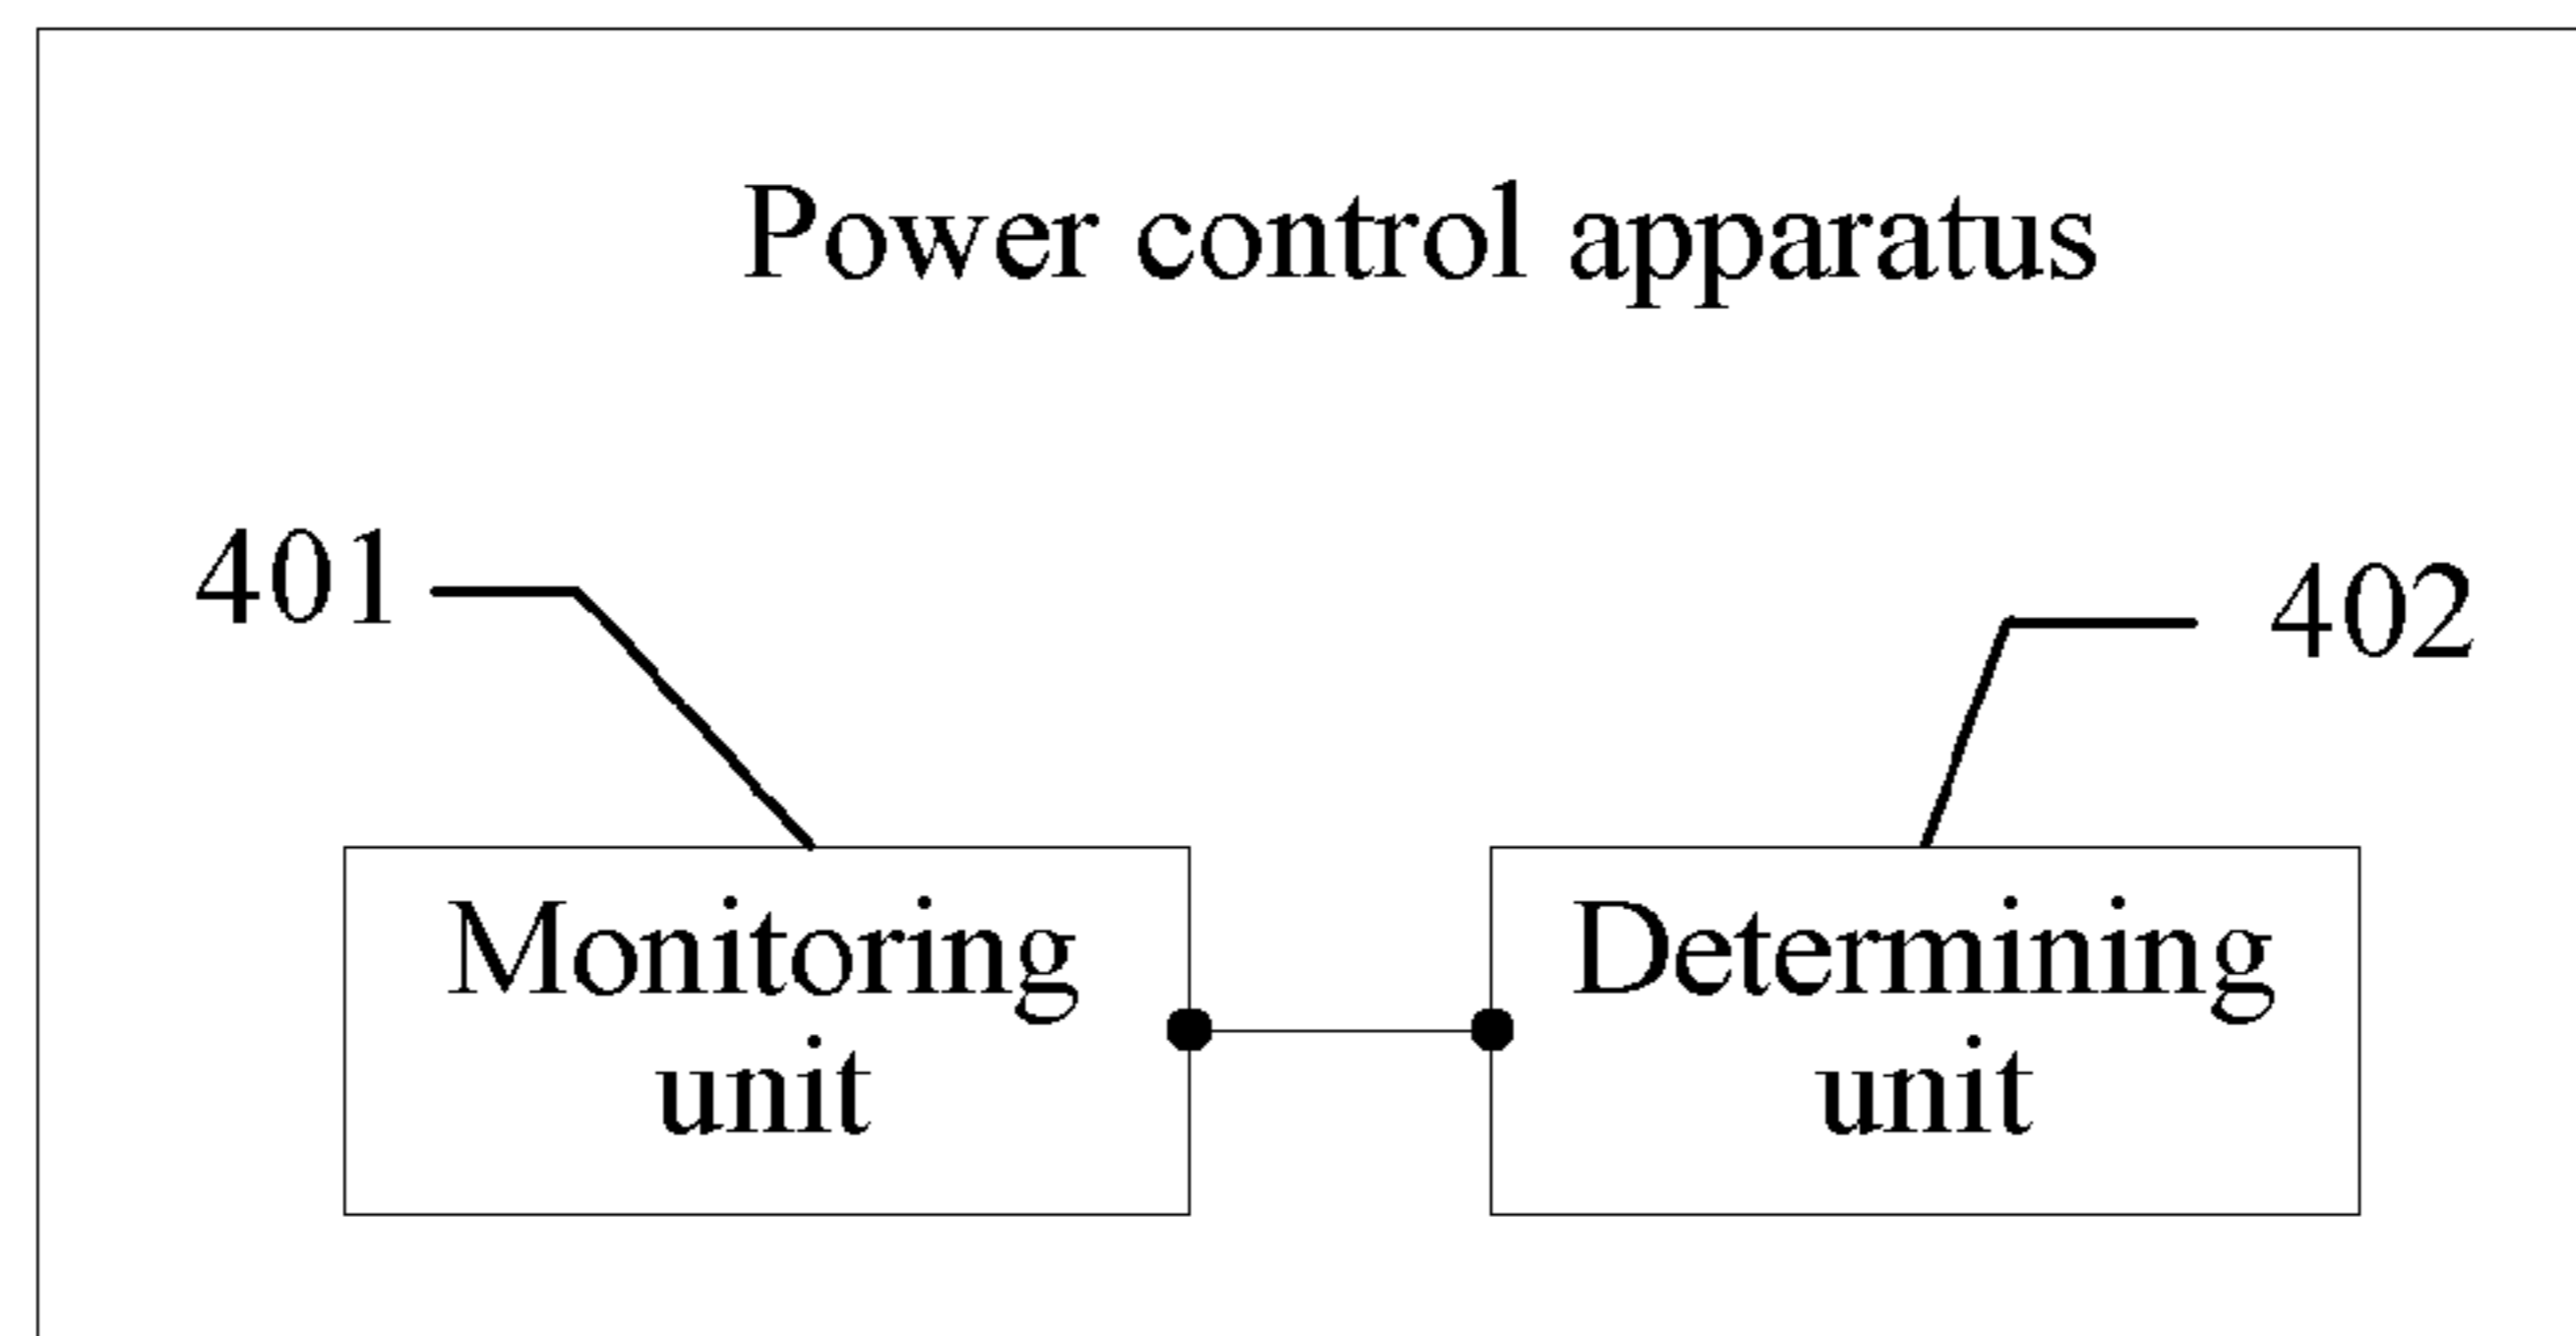 Power control apparatus
401
402
Monitoring
unit
Determining
unit